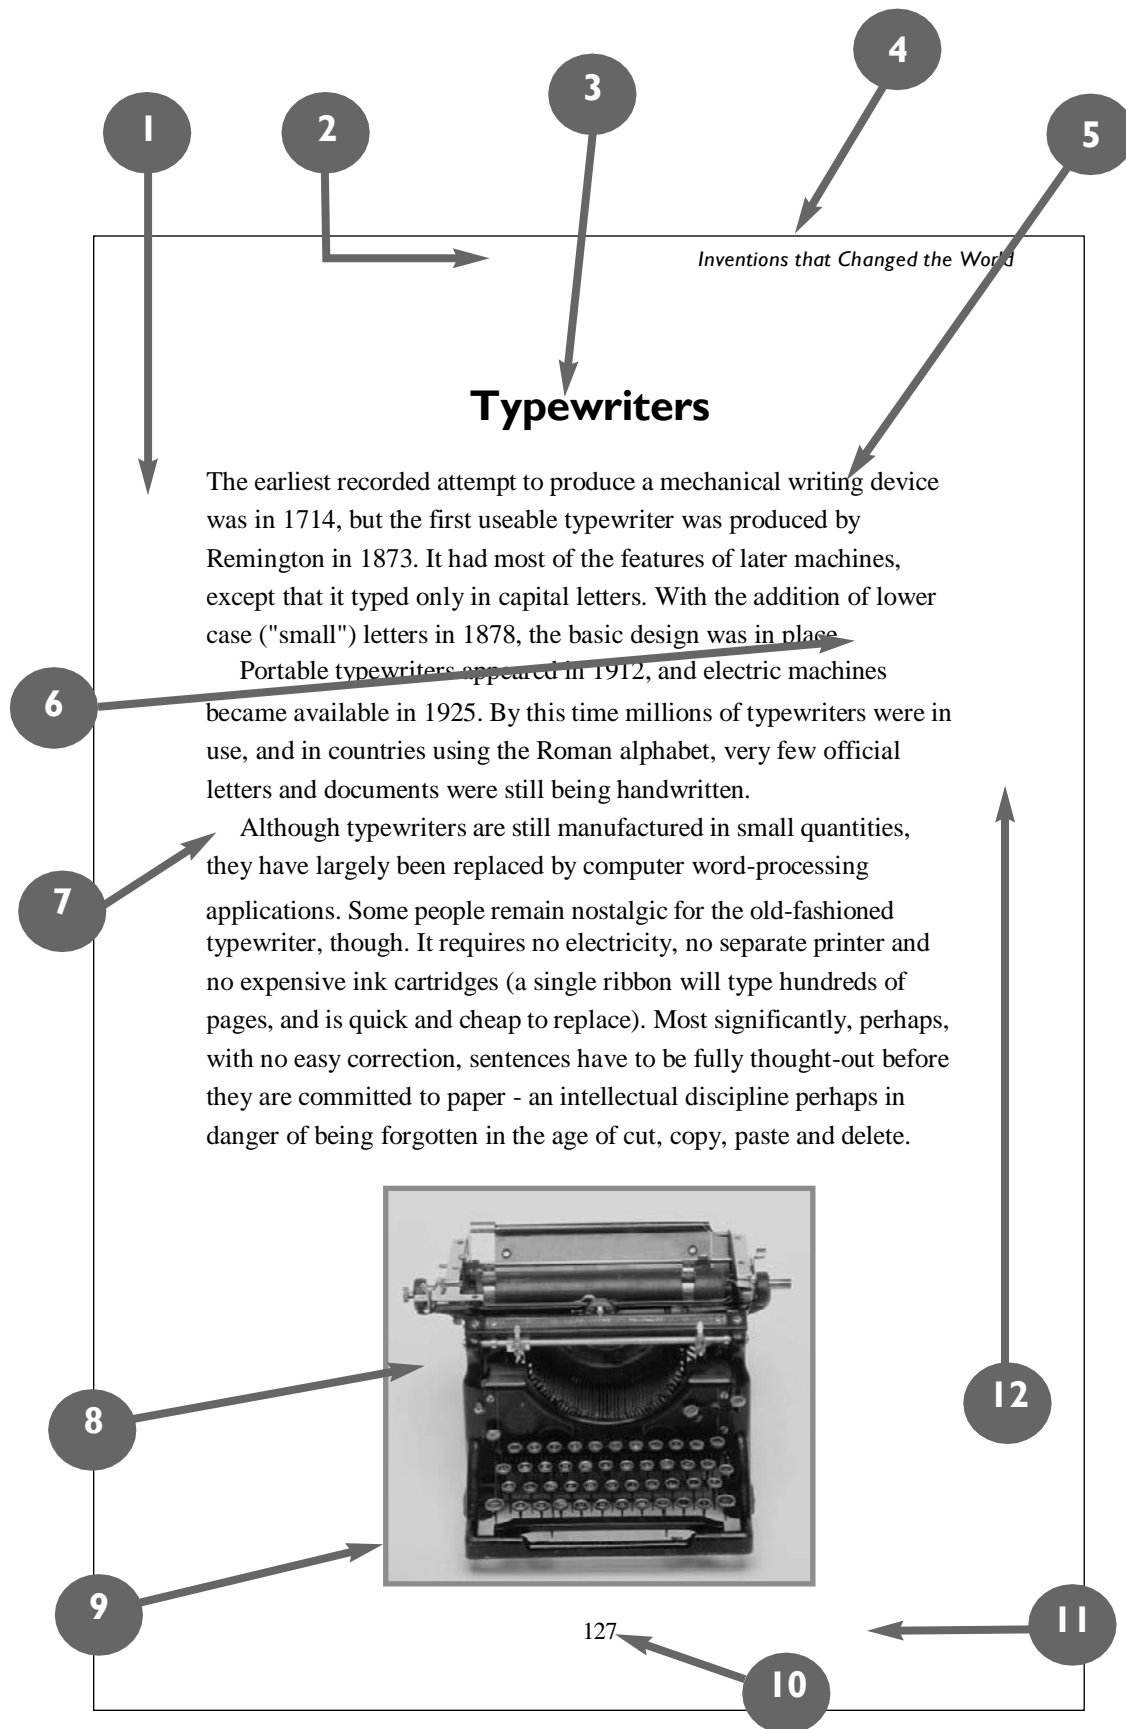 4
3
1
2
5
Inventions that Changed the World
Typewriters
The earliest recorded attempt to produce a mechanical writing device
was in 1714, but the first useable typewriter was produced by
Remington in 1873. It had most of the features of later machines,
except that it typed only in capital letters. With the addition of lower
case ("small") letters in 1878, the basic design was in place.
Portable typewriters appeared in 1912, and electric machines
6
became available in 1925. By this time millions of typewriters were in
use, and in countries using the Roman alphabet, very few official
letters and documents were still being handwritten.
Although typewriters are still manufactured in small quantities,
they have largely been replaced by computer word-processing
7
applications. Some people remain nostalgic for the old-fashioned
typewriter, though. It requires no electricity, no separate printer and
no expensive ink cartridges (a single ribbon will type hundreds of
pages, and is quick and cheap to replace). Most significantly, perhaps,
with no easy correction, sentences have to be fully thought-out before
they are committed to paper - an intellectual discipline perhaps in
danger of being forgotten in the age of cut, copy, paste and delete.
12
8
9
11
127
10